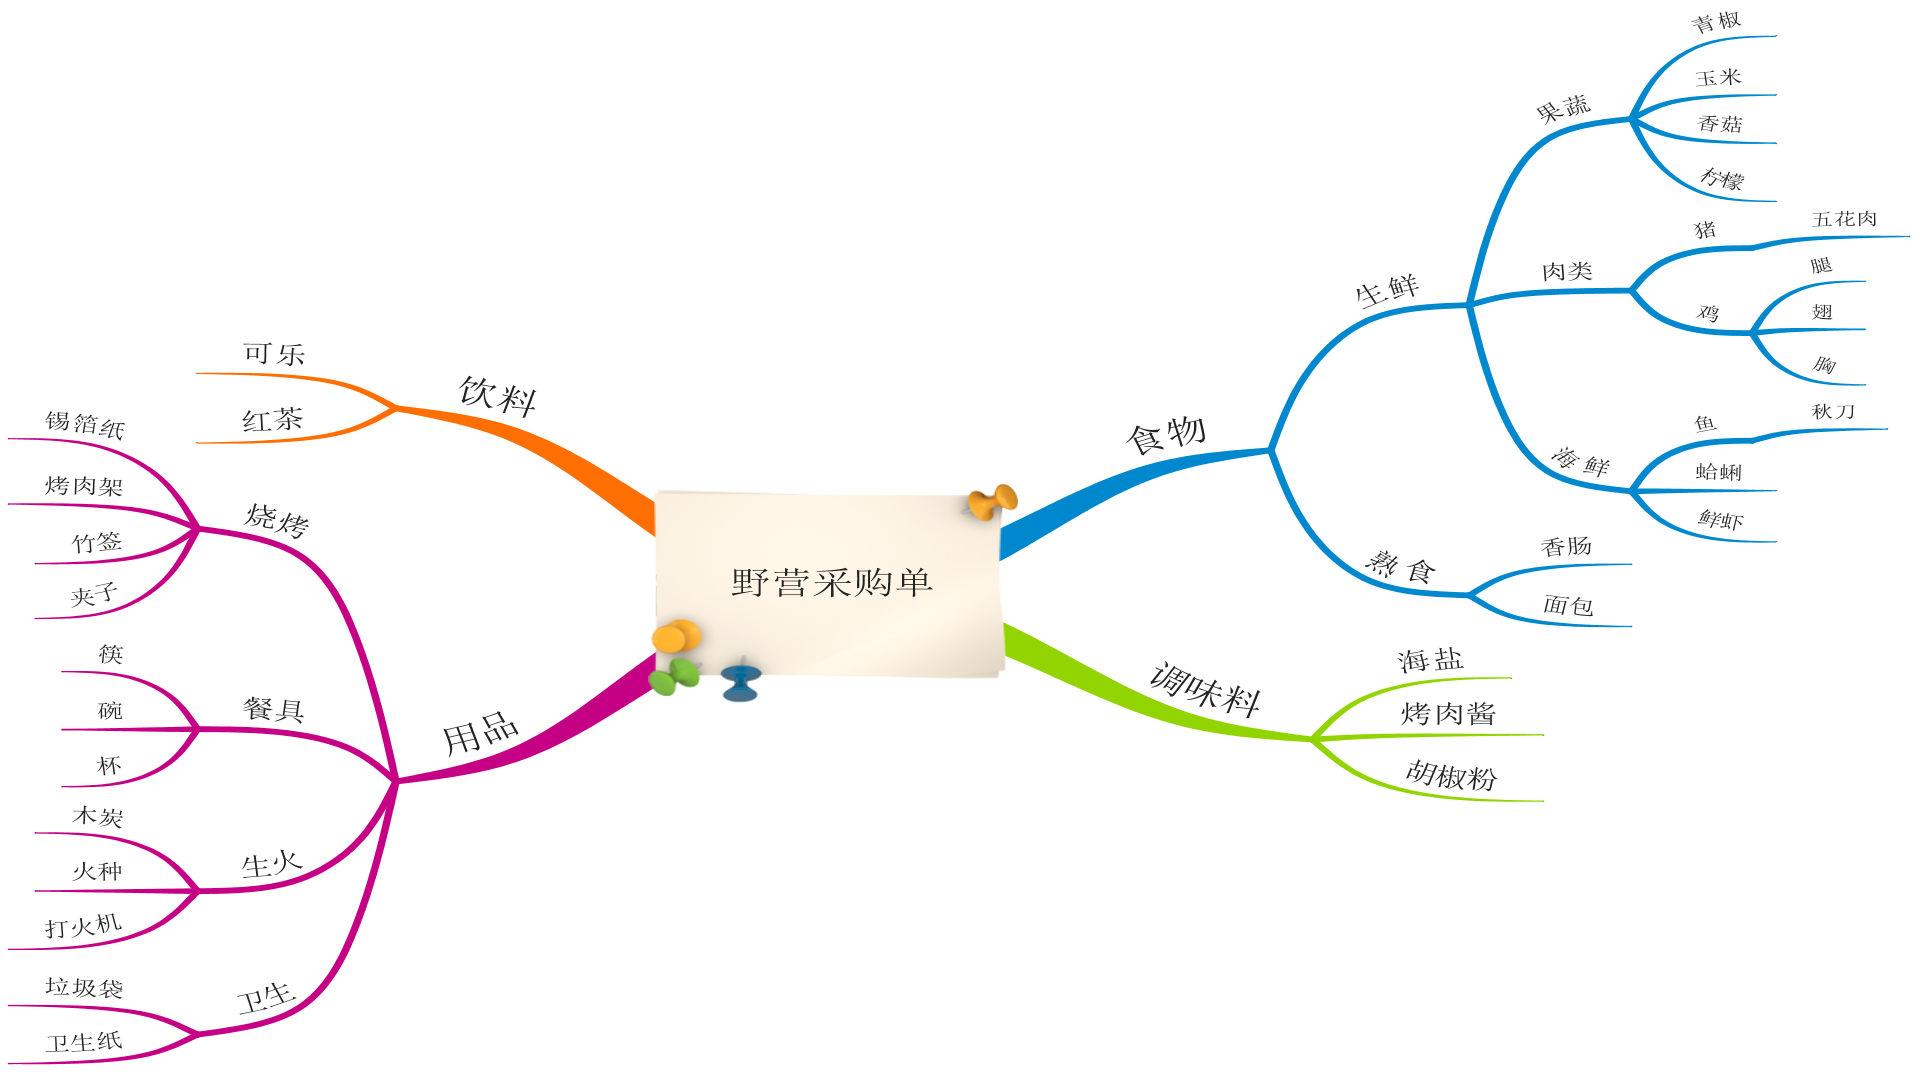 野营采购单
食物
生鲜
果蔬
青椒
玉米
香菇
柠檬
肉类
猪
五花肉
鸡
腿
翅
胸
海鲜
鱼
秋刀
蛤蜊
鲜虾
熟食
香肠
面包
调味料
海盐
烤肉酱
胡椒粉
饮料
可乐
红茶
用品
烧烤
锡箔纸
烤肉架
竹签
夹子
餐具
筷
碗
杯
生火
木炭
火种
打火机
卫生
垃圾袋
卫生纸